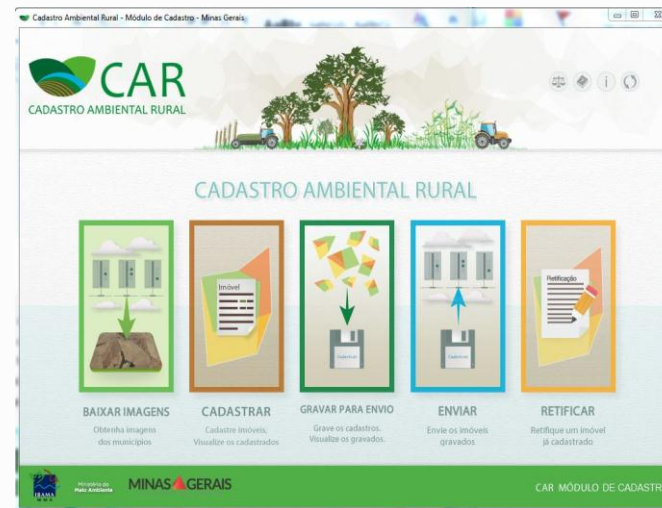 Cadastro Ambiental Rural - Módulo de Cadastro - Minas Gerais
CAR
CADASTRO AMBIENTAL RURAL
CADASTRO AMBIENTAL RURAL
Imóvel
Cadastrar
Cadastrar
Retificação
BAIXAR IMAGENS
Obtenha imagens
dos municípios
CADASTRAR
Cadastre imóveis,
Visualize os cadastrados
GRAVAR PARA ENVIO
Grave os cadastros.
Visualize os gravados.
ENVIAR
Envie os imóveis
gravados
RETIFICAR
Retifique um imóvel
já cadastrado
IBAMA
M M A
Ministério do
Meio Ambiente
MINAS GERAIS
CAR MÓDULO DE CADASTR